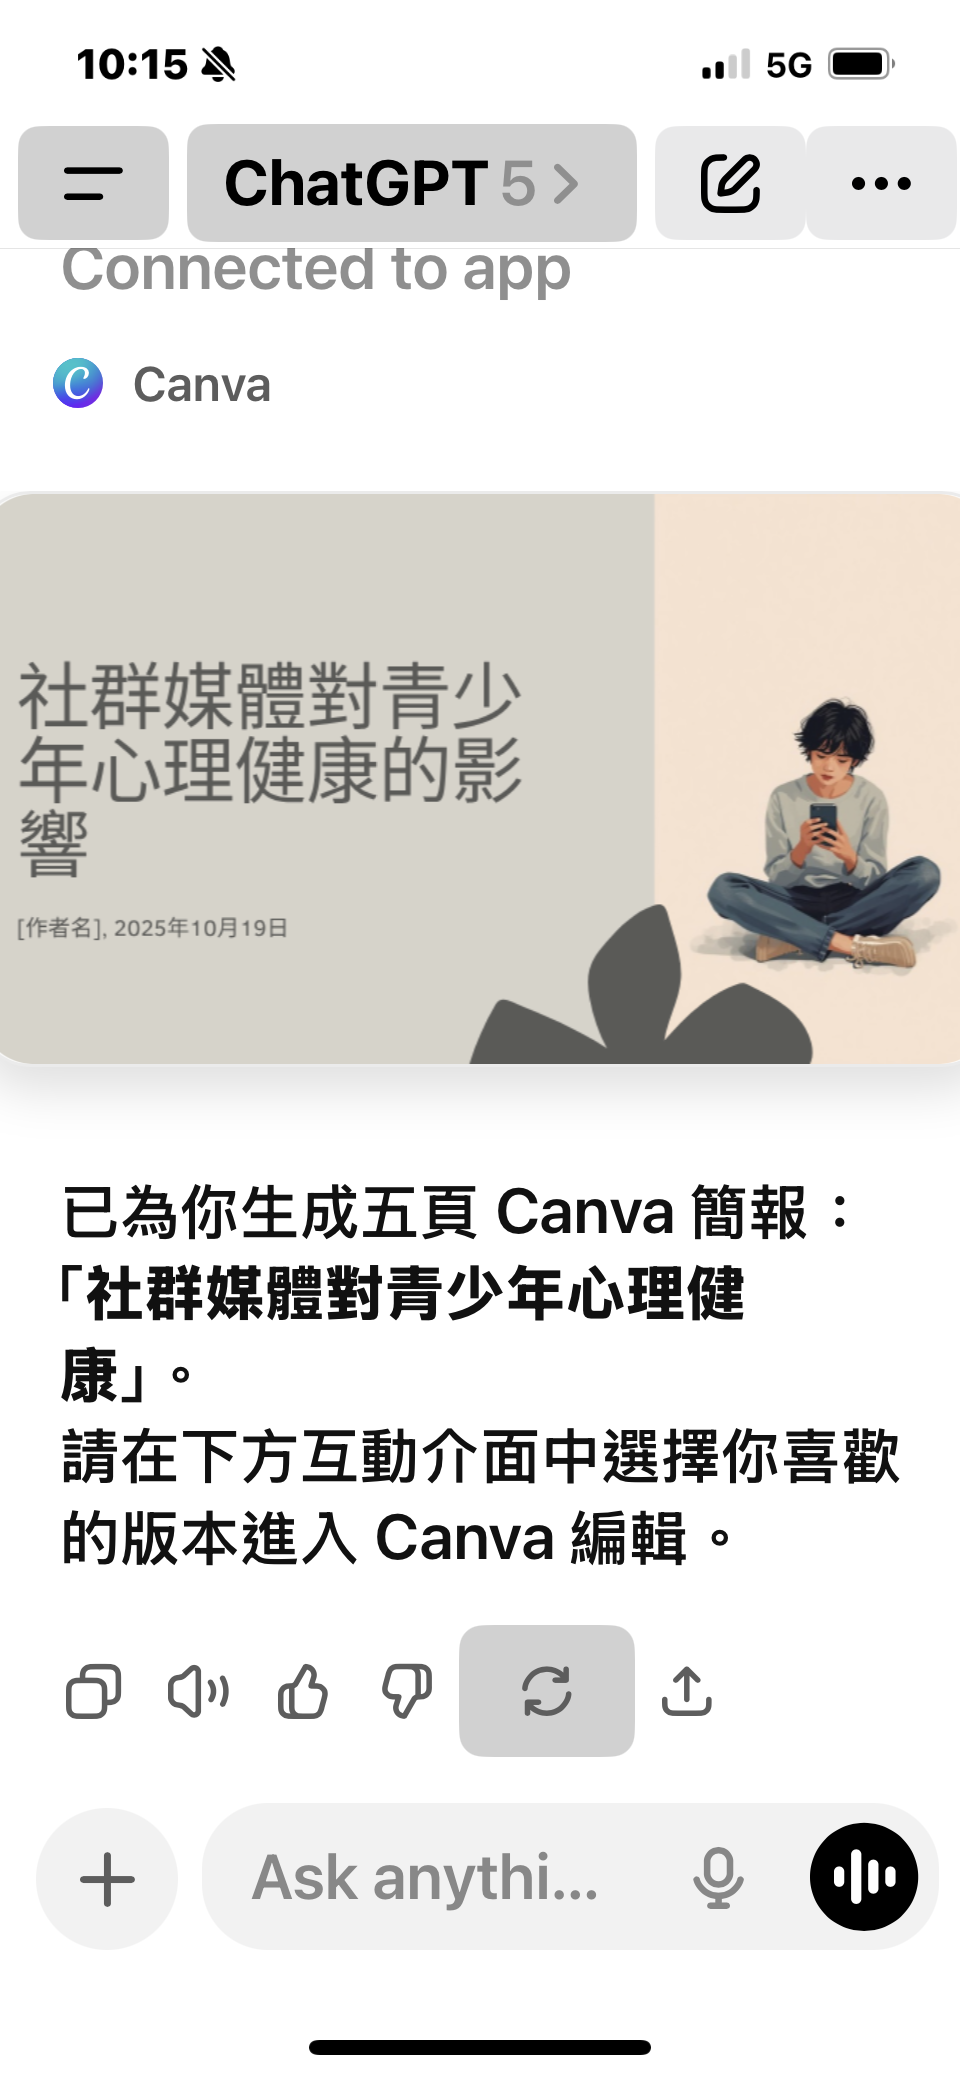 10:15
5G
ChatGPT 5
Connected to app
Canva
社群媒體對青少
年心理健康的影
響
[作者名], 2025年10月19日
已為你生成五頁 Canva 簡報：
「社群媒體對青少年心理健
康」。
請在下方互動介面中選擇你喜歡
的版本進入 Canva 編輯。
Ask anythi...